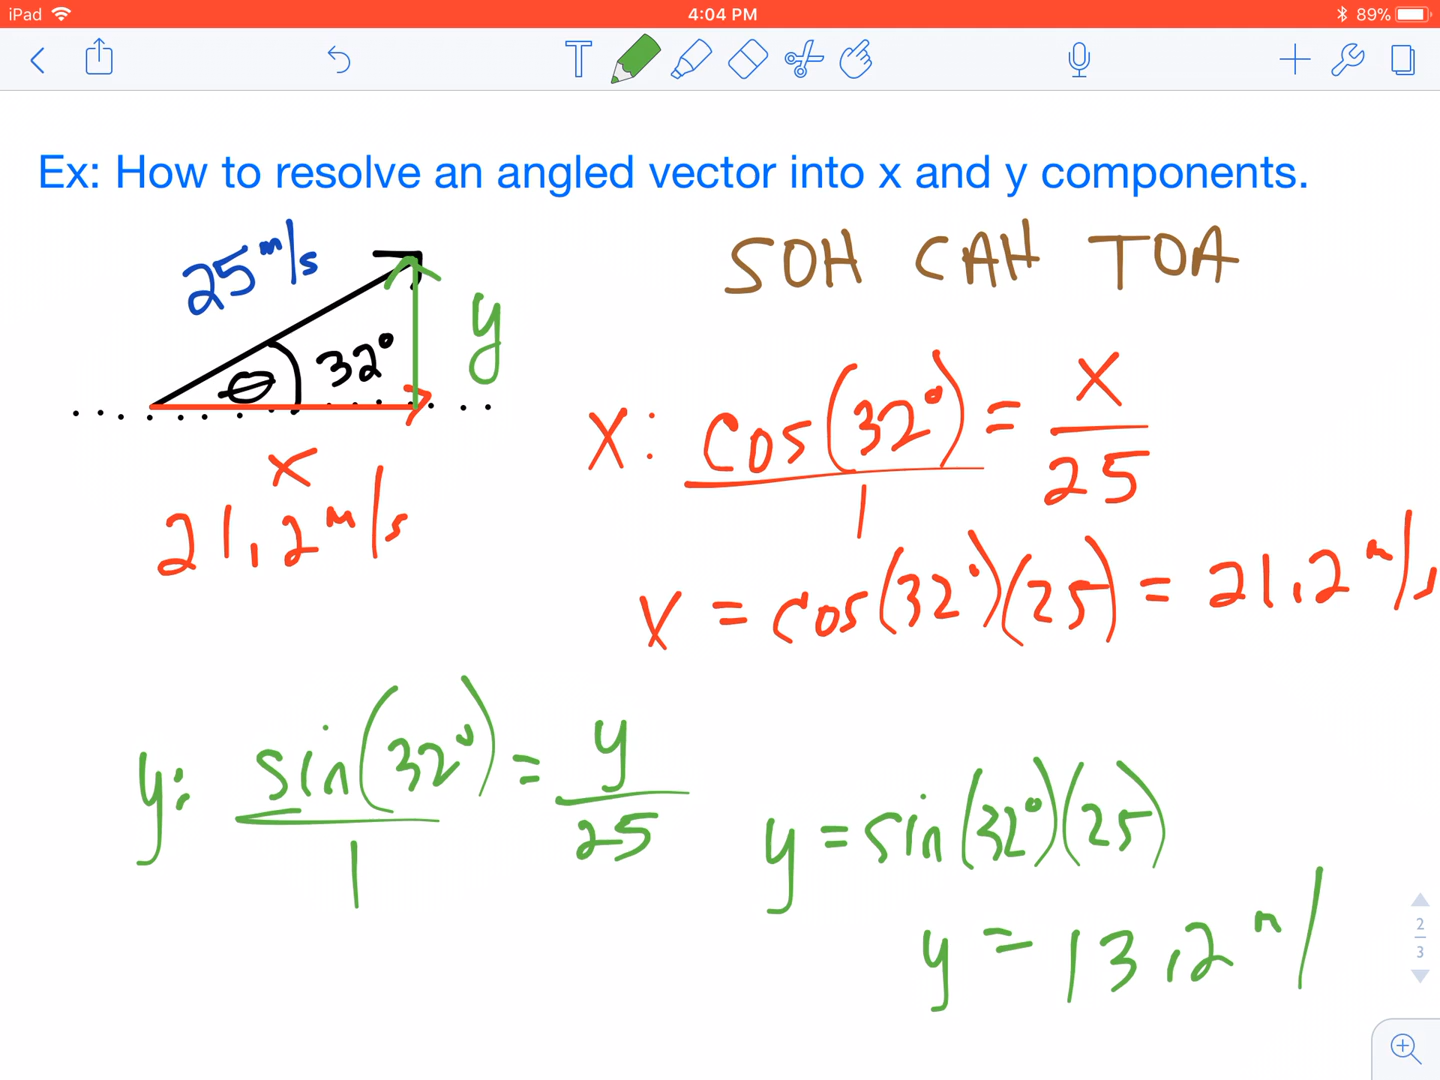 iPad 4:04 PM 89%
T
Ex: How to resolve an angled vector into x and y components.
25 m/s
SOH CAH TOA
y
θ 32°
x
21.2 m/s
x: cos(32°)/1 = x/25
x = cos(32°)(25) = 21.2 m/s
y: sin(32°)/1 = y/25
y = sin(32°)(25)
y = 13.2 m/
2
3